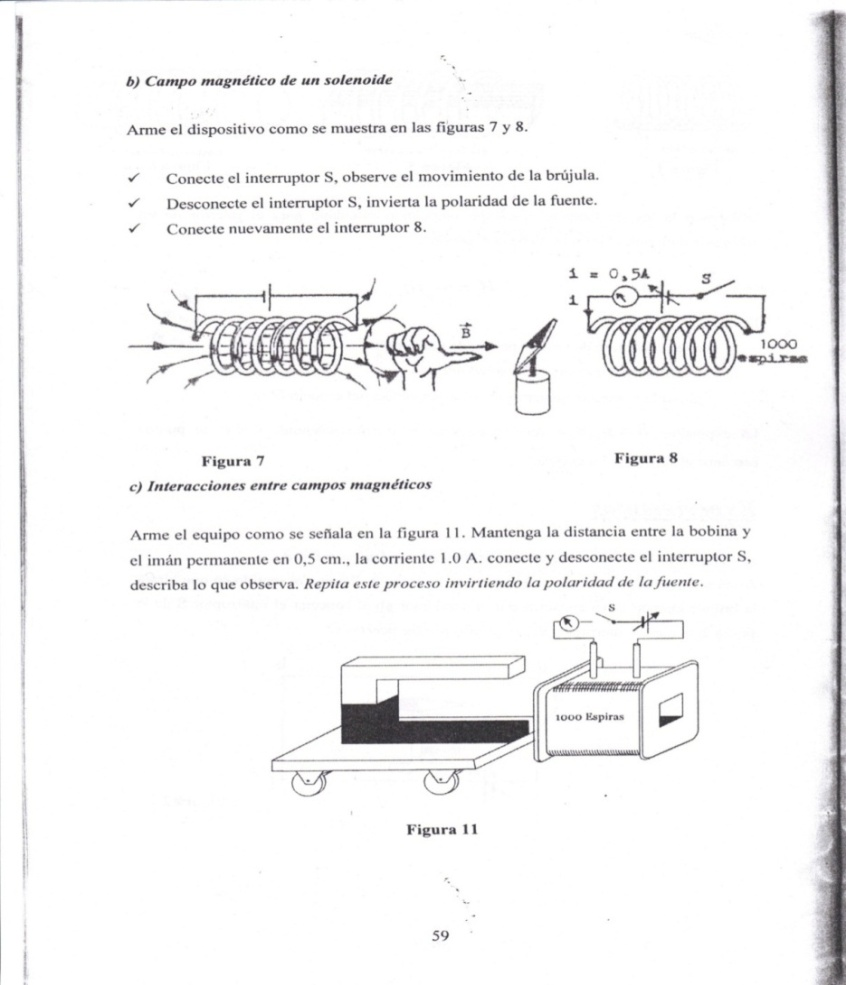 b) Campo magnético de un solenoide
Arme el dispositivo como se muestra en las figuras 7 y 8.
✓ Conecte el interruptor S, observe el movimiento de la brújula.
✓ Desconecte el interruptor S, invierta la polaridad de la fuente.
✓ Conecte nuevamente el interruptor 8.
i = 0,5A
S
i
B
1000
espiras
Figura 7
Figura 8
c) Interacciones entre campos magnéticos
Arme el equipo como se señala en la figura 11. Mantenga la distancia entre la bobina y
el imán permanente en 0,5 cm., la corriente 1.0 A. conecte y desconecte el interruptor S,
describa lo que observa. Repita este proceso invirtiendo la polaridad de la fuente.
S
1000 Espiras
Figura 11
59